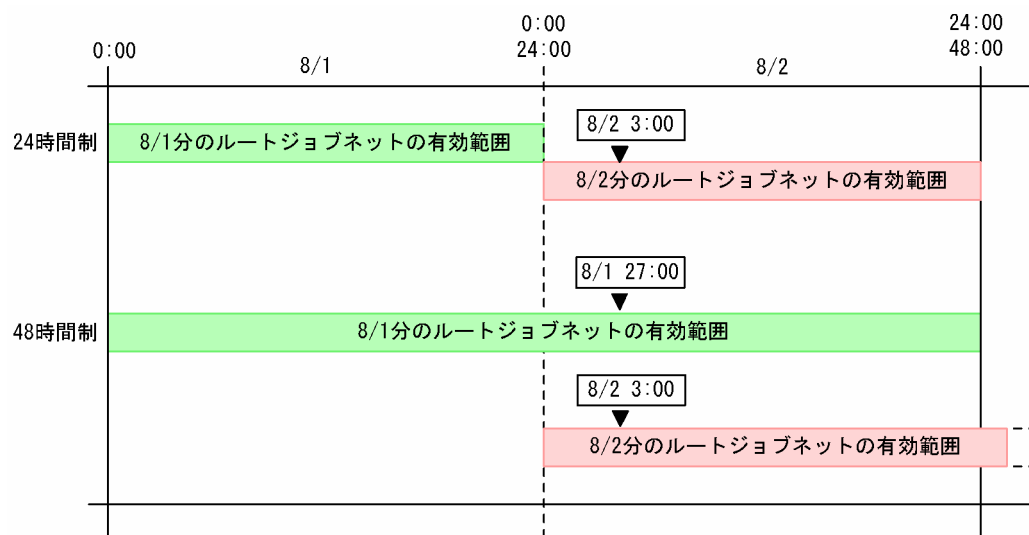 0:00
24:00
0:00
24:00
48:00
8/1
8/2
24時間制
8/1分のルートジョブネットの有効範囲
8/2 3:00
8/2分のルートジョブネットの有効範囲
8/1 27:00
48時間制
8/1分のルートジョブネットの有効範囲
8/2 3:00
8/2分のルートジョブネットの有効範囲